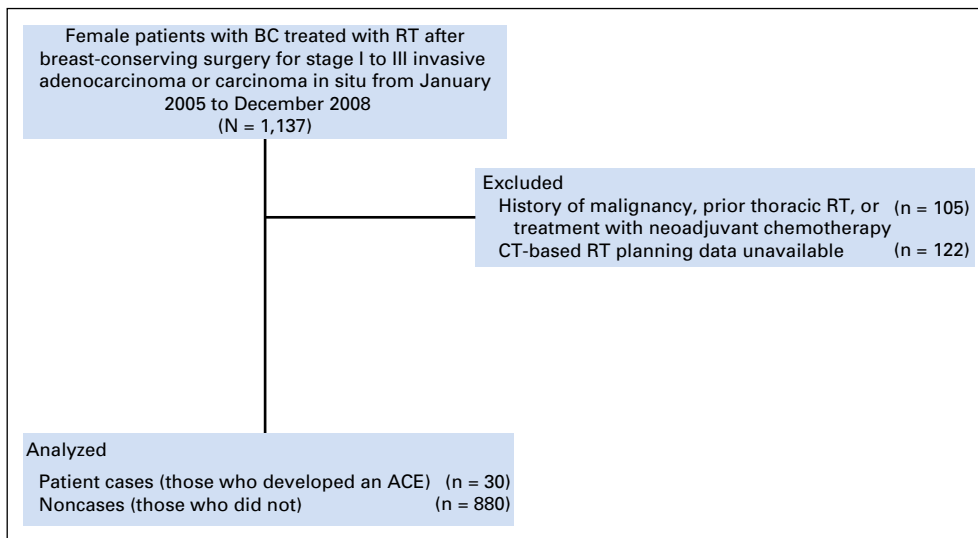 Female patients with BC treated with RT after
breast-conserving surgery for stage I to III invasive
adenocarcinoma or carcinoma in situ from January
2005 to December 2008
(N = 1,137)
Excluded
History of malignancy, prior thoracic RT, or (n = 105)
treatment with neoadjuvant chemotherapy
CT-based RT planning data unavailable (n = 122)
Analyzed
Patient cases (those who developed an ACE) (n = 30)
Noncases (those who did not) (n = 880)